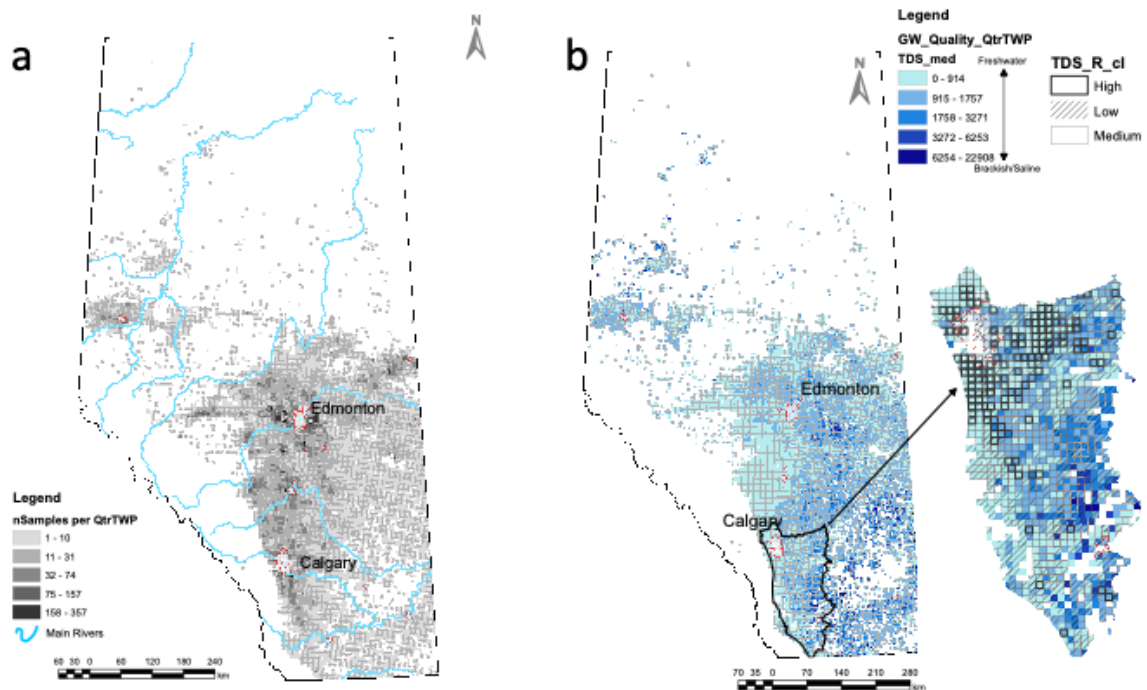 a
N
Edmonton
Calgary
Legend
nSamples per QtrTWP
1 - 10
11 - 31
32 - 74
75 - 157
158 - 357
Main Rivers
60 30 0 60 120 180 240
km
b
N
Legend
GW_Quality_QtrTWP
TDS_med
Freshwater
0 - 914
915 - 1757
1758 - 3271
3272 - 6253
6254 - 22908
Brackish/Saline
TDS_R_cl
High
Low
Medium
Edmonton
Calgary
70 35 0 70 140 210 280
km